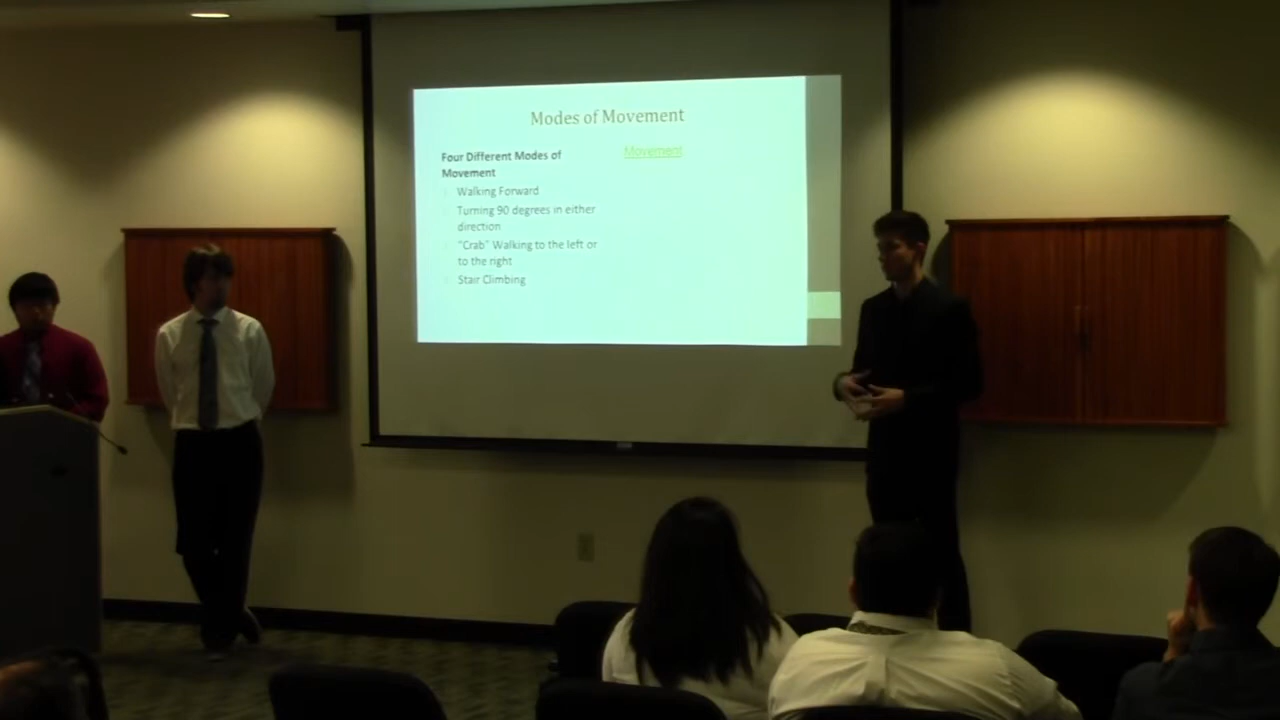 Modes of Movement
Four Different Modes of
Movement
Walking Forward
Turning 90 degrees in either
direction
"Crab" Walking to the left or
to the right
Stair Climbing
Movement